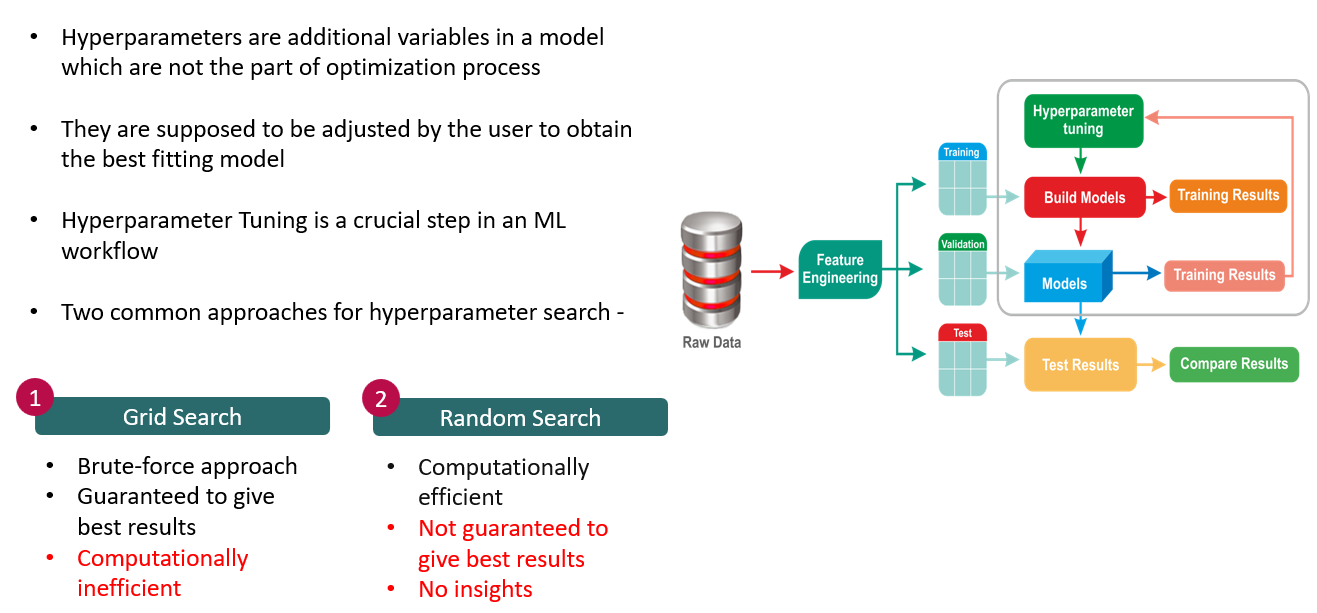 • Hyperparameters are additional variables in a model
which are not the part of optimization process
• They are supposed to be adjusted by the user to obtain
the best fitting model
• Hyperparameter Tuning is a crucial step in an ML
workflow
• Two common approaches for hyperparameter search -
1
Grid Search
• Brute-force approach
• Guaranteed to give
best results
• Computationally
inefficient
2
Random Search
• Computationally
efficient
• Not guaranteed to
give best results
• No insights
Raw Data
Feature
Engineering
Training
Validation
Test
Hyperparameter
tuning
Build Models
Training Results
Models
Training Results
Test Results
Compare Results